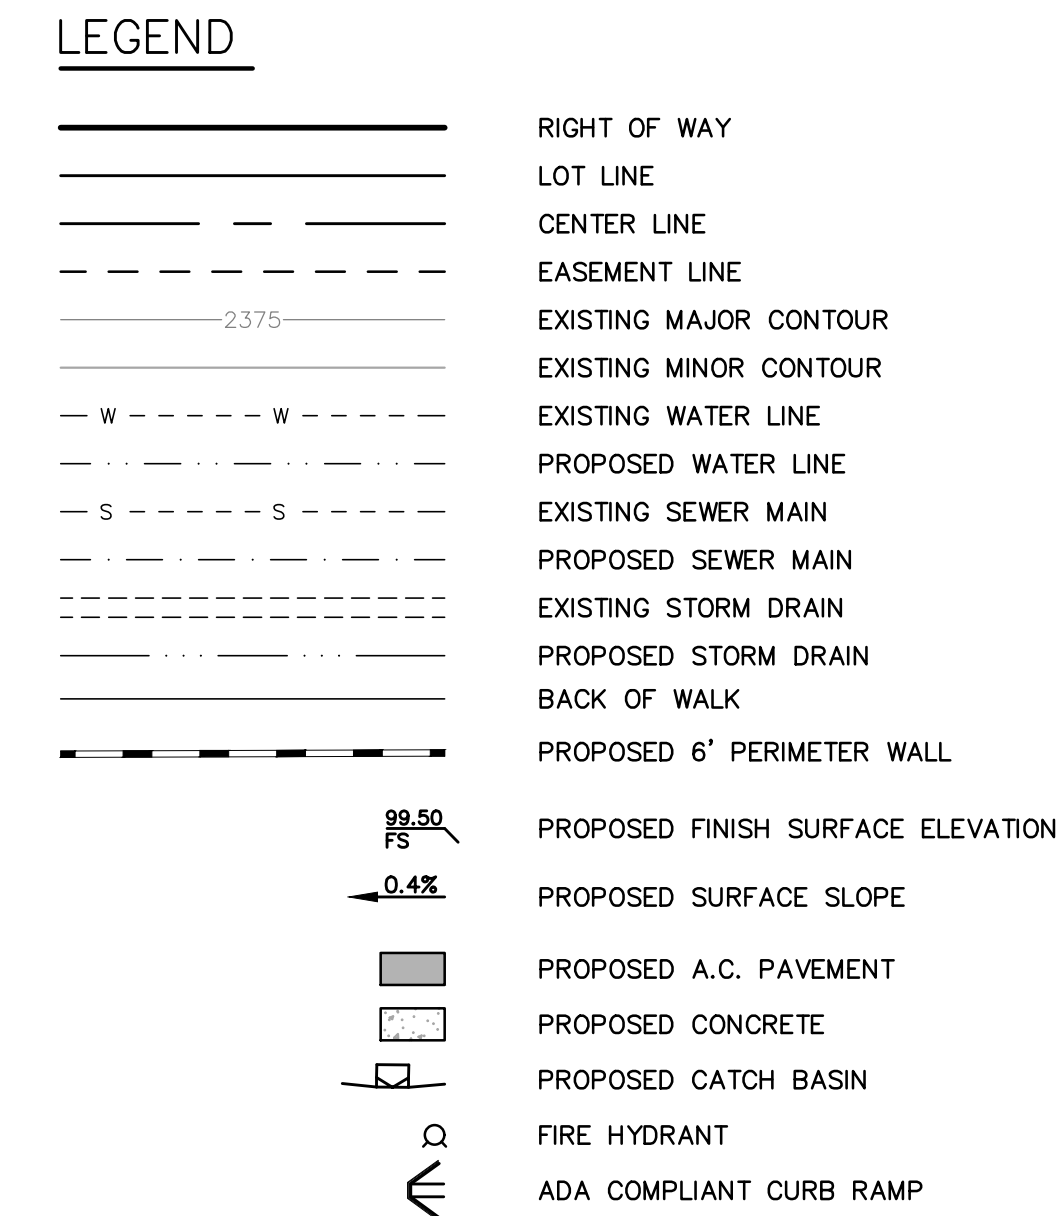 LEGEND
RIGHT OF WAY
LOT LINE
CENTER LINE
EASEMENT LINE
2375 EXISTING MAJOR CONTOUR
EXISTING MINOR CONTOUR
W W EXISTING WATER LINE
PROPOSED WATER LINE
S S EXISTING SEWER MAIN
PROPOSED SEWER MAIN
EXISTING STORM DRAIN
PROPOSED STORM DRAIN
BACK OF WALK
PROPOSED 6' PERIMETER WALL
99.50
FS
PROPOSED FINISH SURFACE ELEVATION
0.4% PROPOSED SURFACE SLOPE
PROPOSED A.C. PAVEMENT
PROPOSED CONCRETE
PROPOSED CATCH BASIN
FIRE HYDRANT
ADA COMPLIANT CURB RAMP